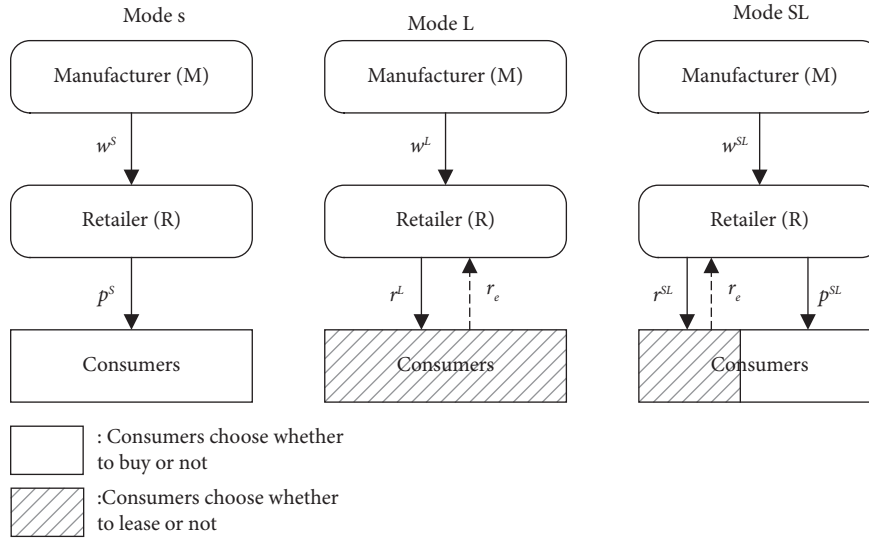 Mode s
Mode L
Mode SL
Manufacturer (M)
Manufacturer (M)
Manufacturer (M)
w^S
w^L
w^SL
Retailer (R)
Retailer (R)
Retailer (R)
p^S
r^L
r_e
r^SL
r_e
p^SL
Consumers
Consumers
Consumers
: Consumers choose whether
to buy or not
:Consumers choose whether
to lease or not